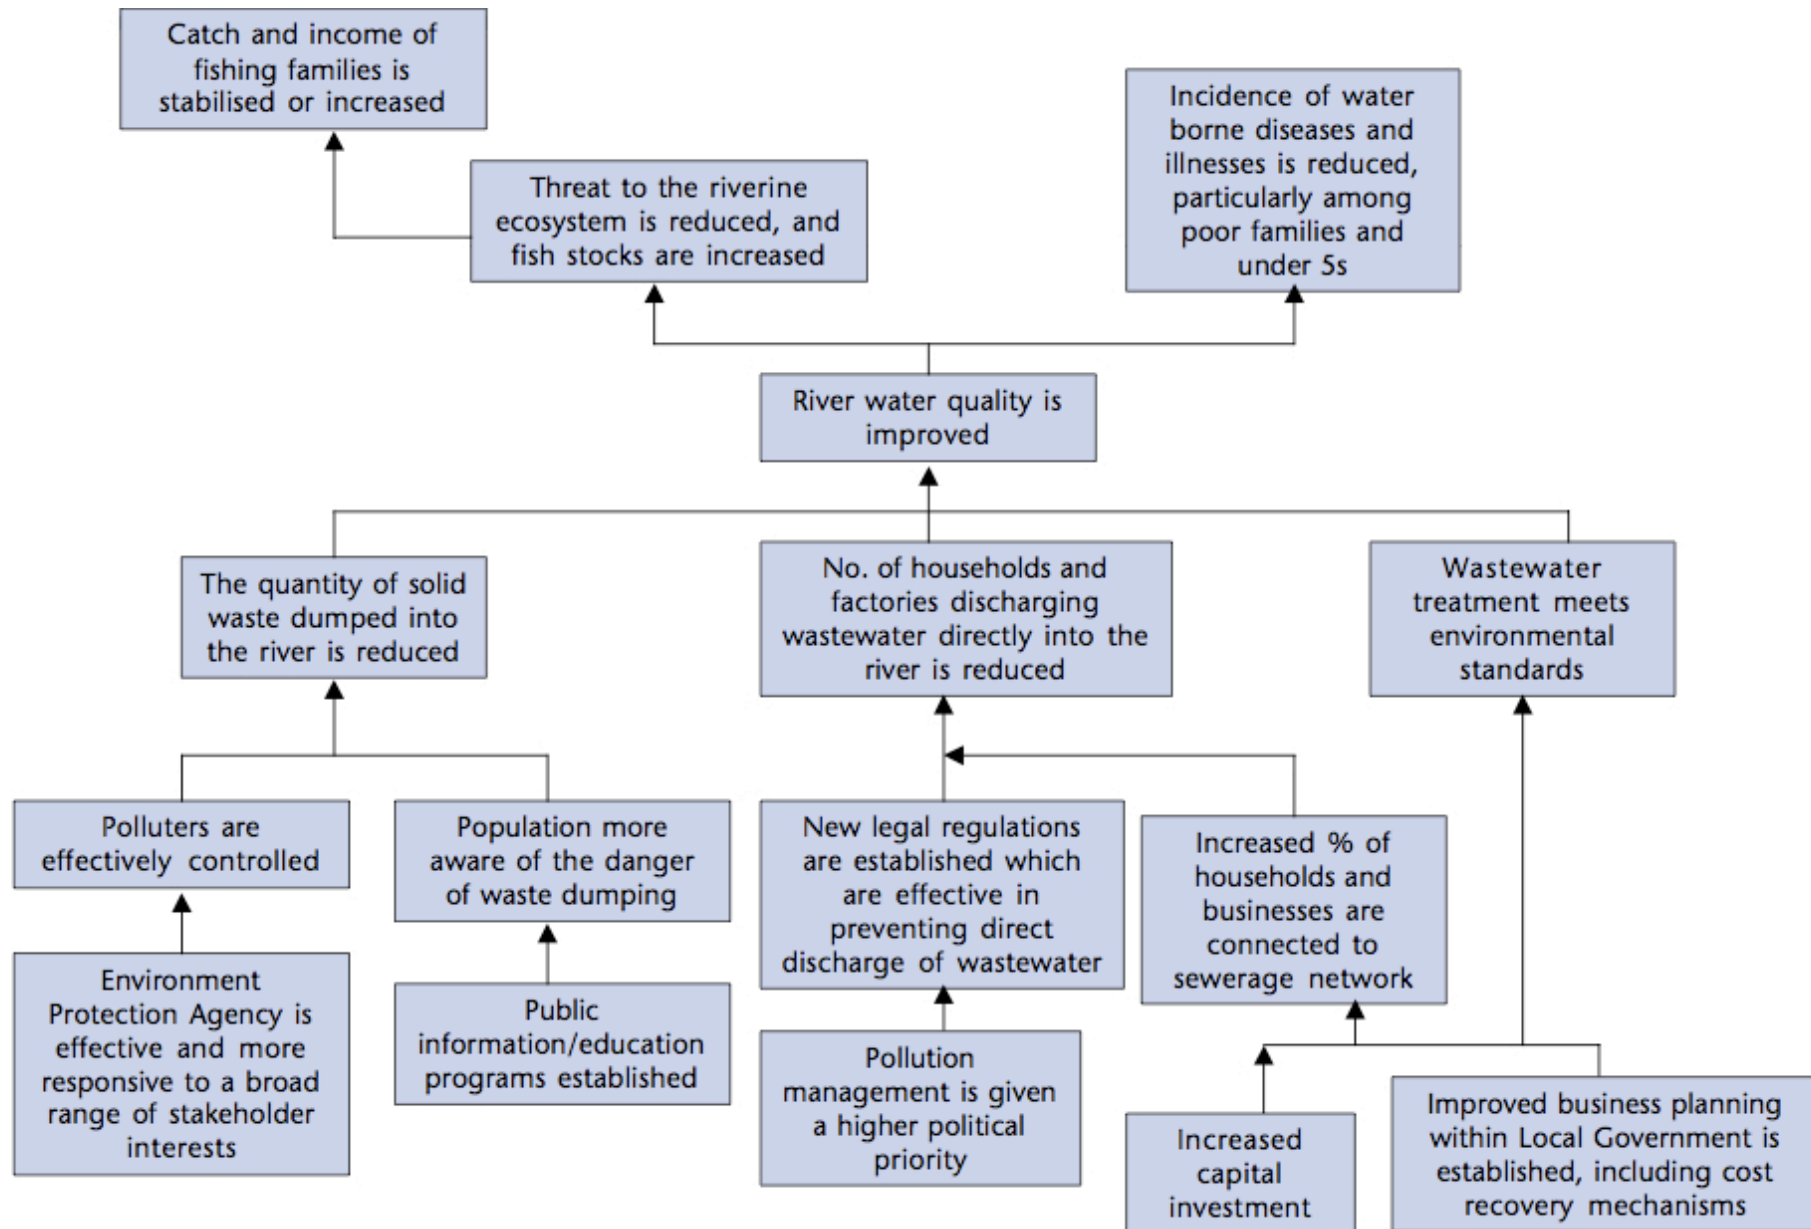 Catch and income of
fishing families is
stabilised or increased
Incidence of water
borne diseases and
illnesses is reduced,
particularly among
poor families and
under 5s
Threat to the riverine
ecosystem is reduced, and
fish stocks are increased
River water quality is
improved
The quantity of solid
waste dumped into
the river is reduced
No. of households and
factories discharging
wastewater directly into the
river is reduced
Wastewater
treatment meets
environmental
standards
Polluters are
effectively controlled
Population more
aware of the danger
of waste dumping
New legal regulations
are established which
are effective in
preventing direct
discharge of wastewater
Increased % of
households and
businesses are
connected to
sewerage network
Environment
Protection Agency is
effective and more
responsive to a broad
range of stakeholder
interests
Public
information/education
programs established
Pollution
management is given
a higher political
priority
Increased
capital
investment
Improved business planning
within Local Government is
established, including cost
recovery mechanisms